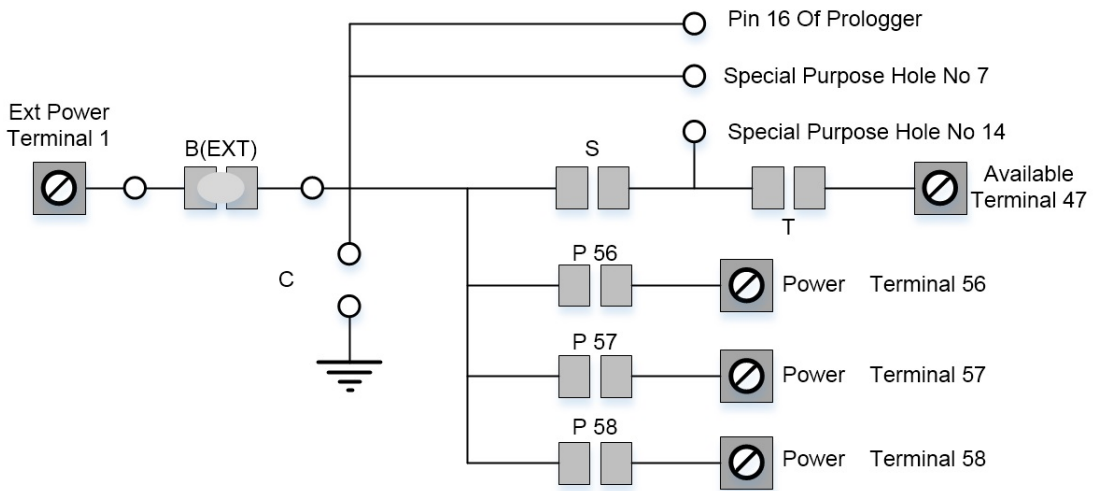 Pin 16 Of Prologger
Special Purpose Hole No 7
Ext Power
Terminal 1
Special Purpose Hole No 14
B(EXT)
S
Available
Terminal 47
T
C
P 56
Power Terminal 56
P 57
Power Terminal 57
P 58
Power Terminal 58